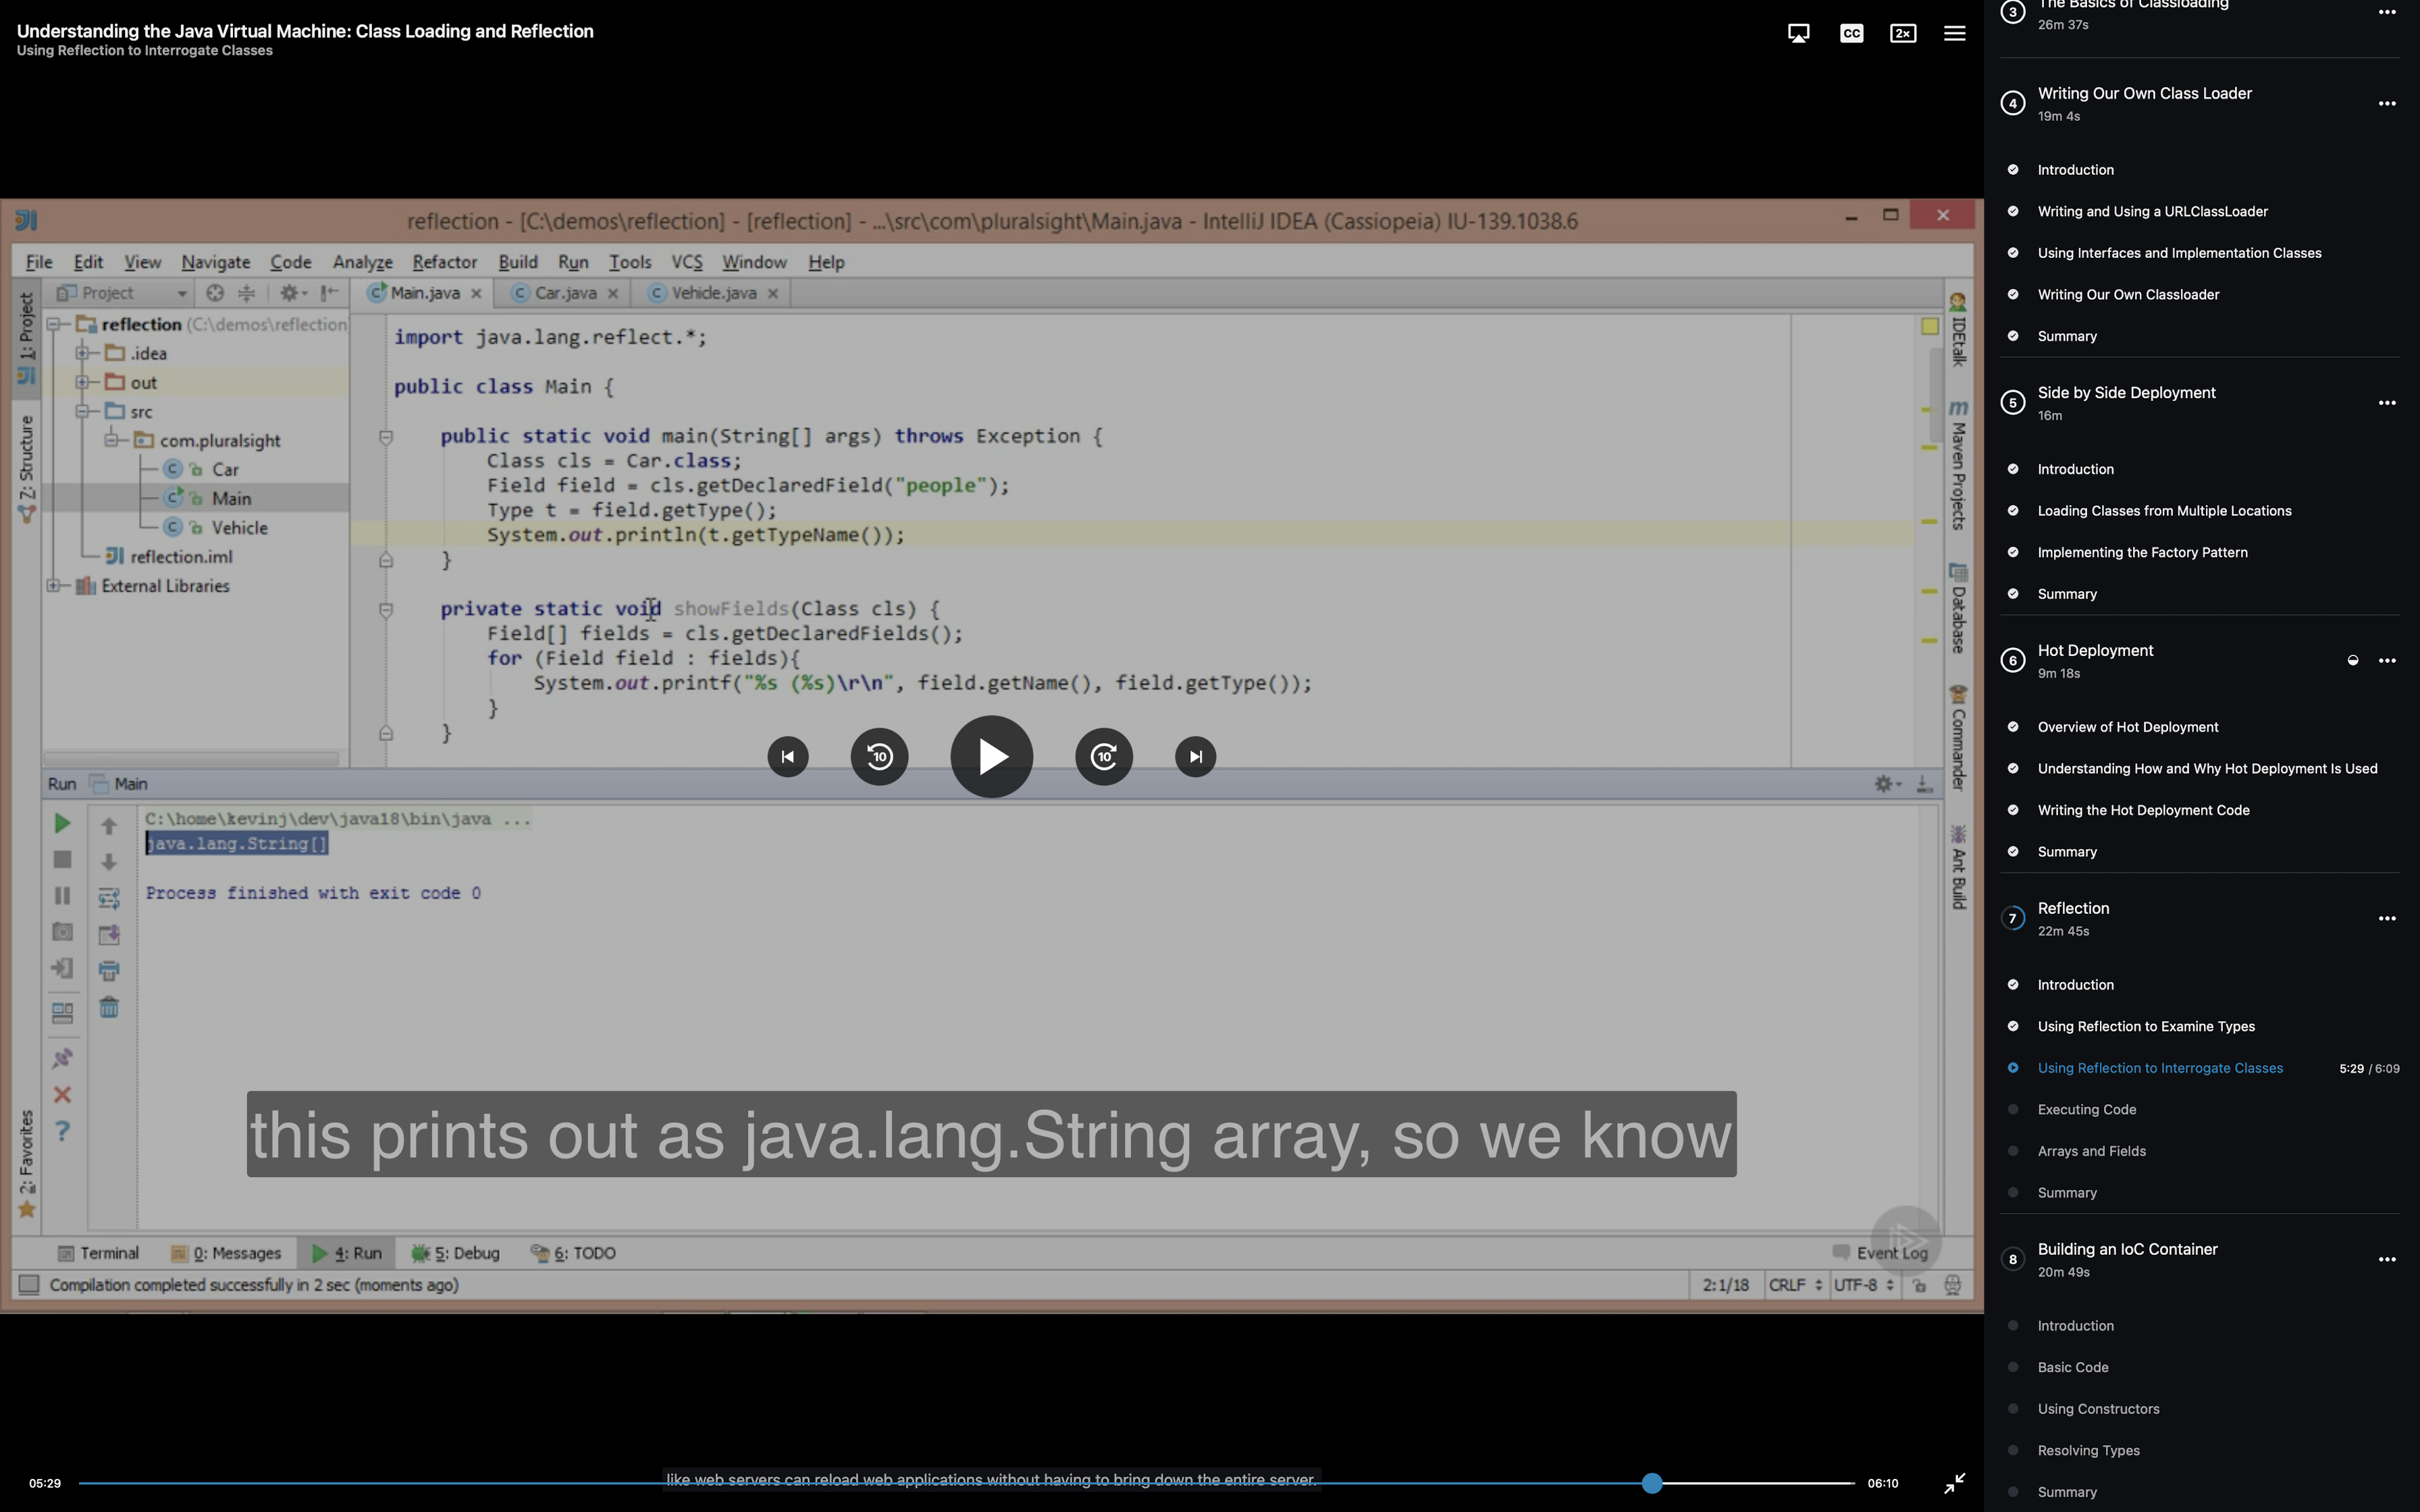 Understanding the Java Virtual Machine: Class Loading and Reflection
Using Reflection to Interrogate Classes
CC
2x
reflection - [C:\demos\reflection] - [reflection] - ...\src\com\pluralsight\Main.java - IntelliJ IDEA (Cassiopeia) IU-139.1038.6
File Edit View Navigate Code Analyze Refactor Build Run Tools VCS Window Help
Project
Main.java
Car.java
Vehicle.java
1: Project
7: Structure
2: Favorites
reflection (C:\demos\reflection
.idea
out
src
com.pluralsight
Car
Main
Vehicle
reflection.iml
External Libraries
import java.lang.reflect.*;
public class Main {
public static void main(String[] args) throws Exception {
Class cls = Car.class;
Field field = cls.getDeclaredField("people");
Type t = field.getType();
System.out.println(t.getTypeName());
}
private static void showFields(Class cls) {
Field[] fields = cls.getDeclaredFields();
for (Field field : fields){
System.out.printf("%s (%s)\r\n", field.getName(), field.getType());
}
}
IDEtalk
Maven Projects
Database
Commander
Ant Build
10
10
Run Main
C:\home\kevinj\dev\java18\bin\java ...
java.lang.String[]
Process finished with exit code 0
this prints out as java.lang.String array, so we know
Terminal
0: Messages
4: Run
5: Debug
6: TODO
Event Log
Compilation completed successfully in 2 sec (moments ago)
2:1/18
CRLF
UTF-8
05:29
like web servers can reload web applications without having to bring down the entire server.
06:10
3
The Basics of Classloading
26m 37s
4
Writing Our Own Class Loader
19m 4s
Introduction
Writing and Using a URLClassLoader
Using Interfaces and Implementation Classes
Writing Our Own Classloader
Summary
5
Side by Side Deployment
16m
Introduction
Loading Classes from Multiple Locations
Implementing the Factory Pattern
Summary
6
Hot Deployment
9m 18s
Overview of Hot Deployment
Understanding How and Why Hot Deployment Is Used
Writing the Hot Deployment Code
Summary
7
Reflection
22m 45s
Introduction
Using Reflection to Examine Types
Using Reflection to Interrogate Classes 5:29 / 6:09
Executing Code
Arrays and Fields
Summary
8
Building an IoC Container
20m 49s
Introduction
Basic Code
Using Constructors
Resolving Types
Summary